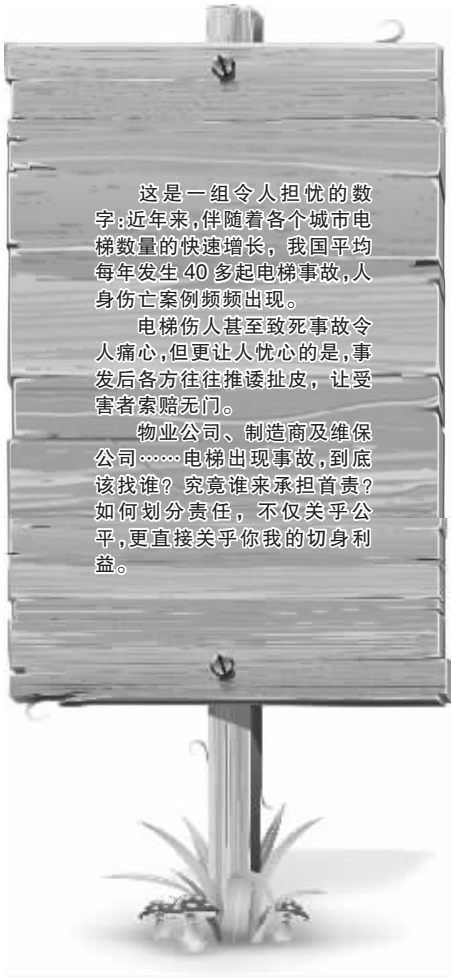 这是一组令人担忧的数
字:近年来,伴随着各个城市电
梯数量的快速增长，我国平均
每年发生 40 多起电梯事故,人
身伤亡案例频频出现。
电梯伤人甚至致死事故令
人痛心,但更让人忧心的是,事
发后各方往往推诿扯皮，让受
害者索赔无门。
物业公司、制造商及维保
公司……电梯出现事故,到底
该找谁？究竟谁来承担首责？
如何划分责任，不仅关乎公
平,更直接关乎你我的切身利
益。